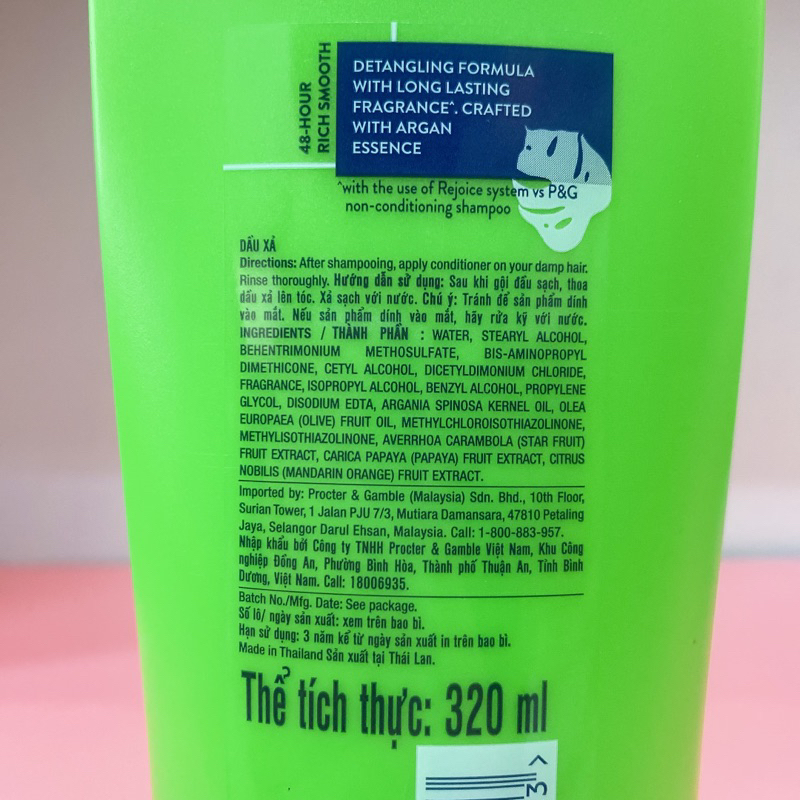 48-HOUR
RICH SMOOTH
DETANGLING FORMULA
WITH LONG LASTING
FRAGRANCE^. CRAFTED
WITH ARGAN
ESSENCE
^with the use of Rejoice system vs P&G
non-conditioning shampoo
DẦU XẢ
Directions: After shampooing, apply conditioner on your damp hair.
Rinse thoroughly. Hướng dẫn sử dụng: Sau khi gội đầu sạch, thoa
dầu xả lên tóc. Xả sạch với nước. Chú ý: Tránh để sản phẩm dính
vào mắt. Nếu sản phẩm dính vào mắt, hãy rửa kỹ với nước.
INGREDIENTS / THÀNH PHẦN : WATER, STEARYL ALCOHOL,
BEHENTRIMONIUM METHOSULFATE, BIS-AMINOPROPYL
DIMETHICONE, CETYL ALCOHOL, DICETYLDIMONIUM CHLORIDE,
FRAGRANCE, ISOPROPYL ALCOHOL, BENZYL ALCOHOL, PROPYLENE
GLYCOL, DISODIUM EDTA, ARGANIA SPINOSA KERNEL OIL, OLEA
EUROPAEA (OLIVE) FRUIT OIL, METHYLCHLOROISOTHIAZOLINONE,
METHYLISOTHIAZOLINONE, AVERRHOA CARAMBOLA (STAR FRUIT)
FRUIT EXTRACT, CARICA PAPAYA (PAPAYA) FRUIT EXTRACT, CITRUS
NOBILIS (MANDARIN ORANGE) FRUIT EXTRACT.
Imported by: Procter & Gamble (Malaysia) Sdn. Bhd., 10th Floor,
Surian Tower, 1 Jalan PJU 7/3, Mutiara Damansara, 47810 Petaling
Jaya, Selangor Darul Ehsan, Malaysia. Call: 1-800-883-957.
Nhập khẩu bởi Công ty TNHH Procter & Gamble Việt Nam, Khu Công
nghiệp Đồng An, Phường Bình Hòa, Thành phố Thuận An, Tỉnh Bình
Dương, Việt Nam. Call: 18006935.
Batch No./Mfg. Date: See package.
Số lô/ ngày sản xuất: xem trên bao bì.
Hạn sử dụng: 3 năm kể từ ngày sản xuất in trên bao bì.
Made in Thailand Sản xuất tại Thái Lan.
Thể tích thực: 320 ml
3 >